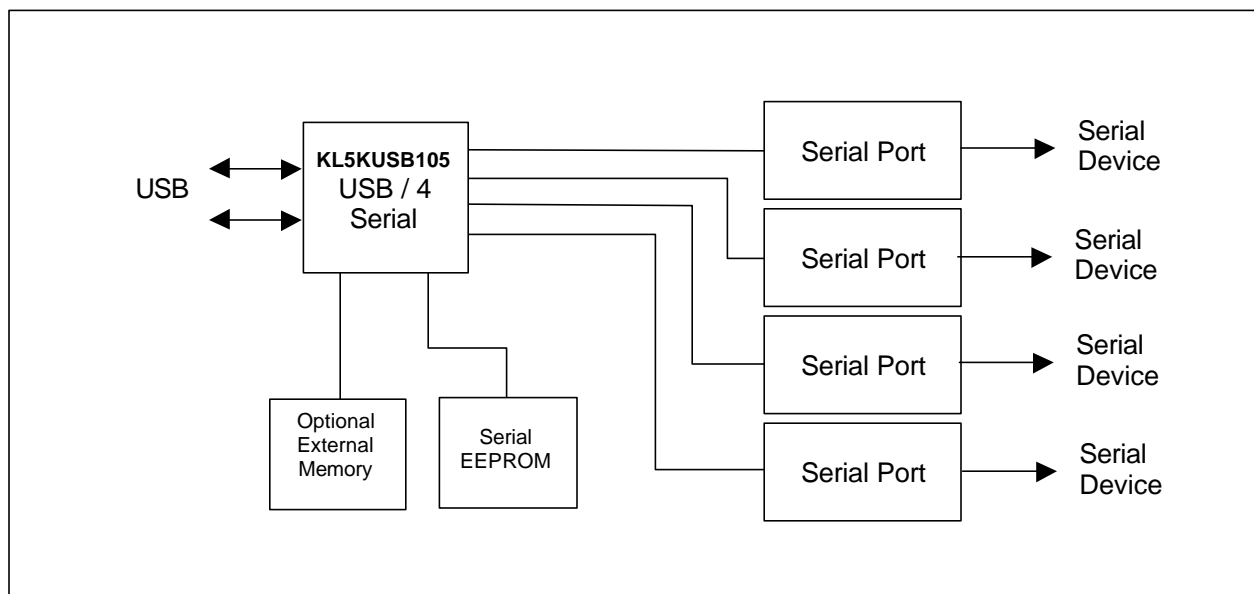 KL5KUSB105
USB / 4
Serial
USB
Serial Port
Serial
Device
Serial Port
Serial
Device
Serial Port
Serial
Device
Serial Port
Serial
Device
Optional
External
Memory
Serial
EEPROM